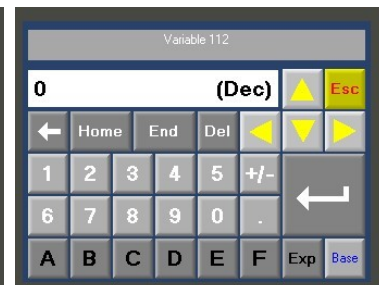 Variable 112
0 (Dec) Esc
Home End Del
1 2 3 4 5 +/-
6 7 8 9 0 .
A B C D E F Exp Base